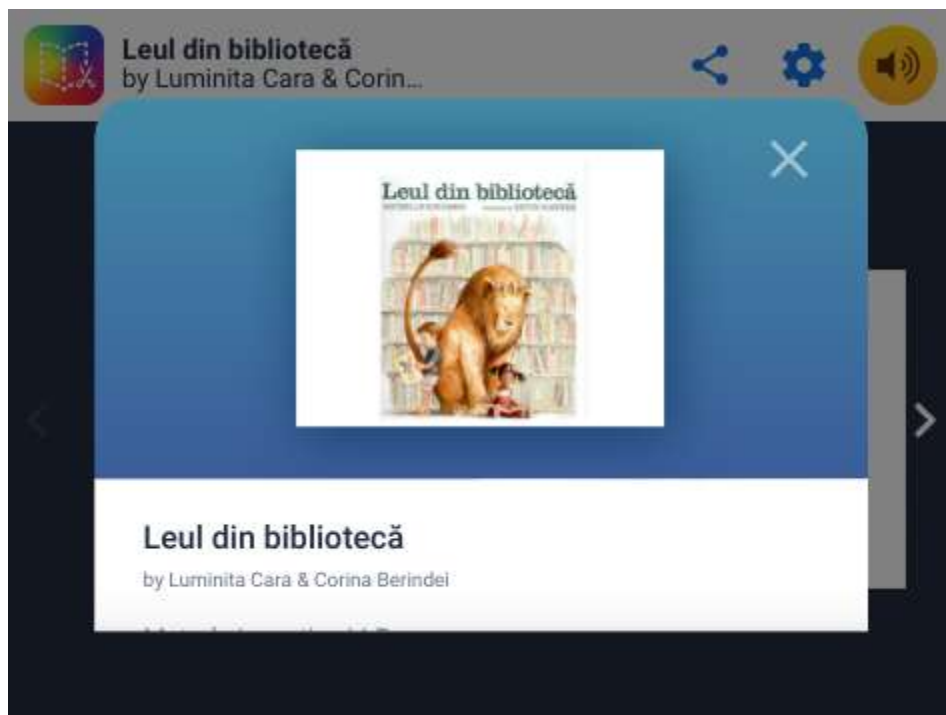 Leul din bibliotecă
by Luminita Cara & Corin...
Leul din bibliotecă
Leul din bibliotecă
by Luminita Cara & Corina Berindei